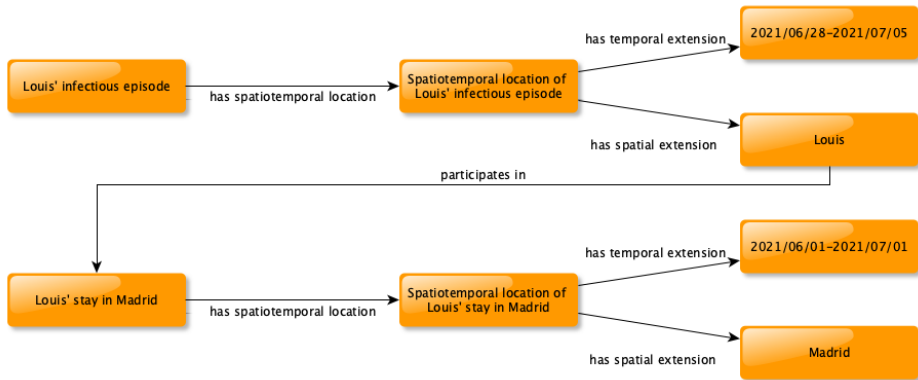 2021/06/28-2021/07/05
has temporal extension
Louis' infectious episode
has spatiotemporal location
Spatiotemporal location of
Louis' infectious episode
has spatial extension
Louis
participates in
2021/06/01-2021/07/01
has temporal extension
Louis' stay in Madrid
has spatiotemporal location
Spatiotemporal location of
Louis' stay in Madrid
has spatial extension
Madrid